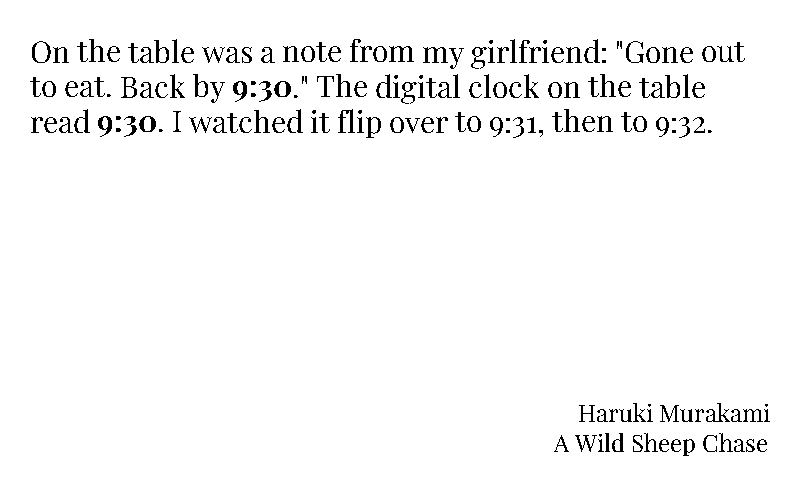 On the table was a note from my girlfriend: "Gone out
to eat. Back by 9:30." The digital clock on the table
read 9:30. I watched it flip over to 9:31, then to 9:32.
Haruki Murakami
A Wild Sheep Chase